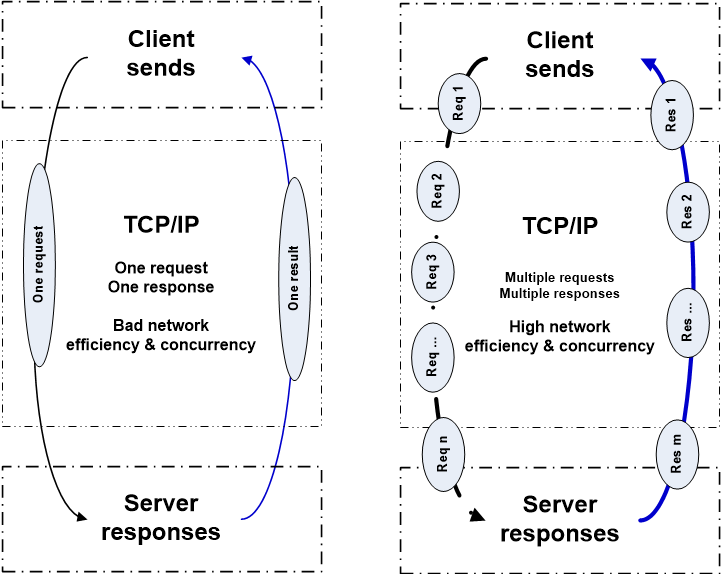 Client
sends
One request
TCP/IP
One request
One response
Bad network
efficiency & concurrency
One result
Server
responses
Client
sends
Req 1
Req 2
Req 3
Req ...
Req n
TCP/IP
Multiple requests
Multiple responses
High network
efficiency & concurrency
Res 1
Res 2
Res ...
Res m
Server
responses